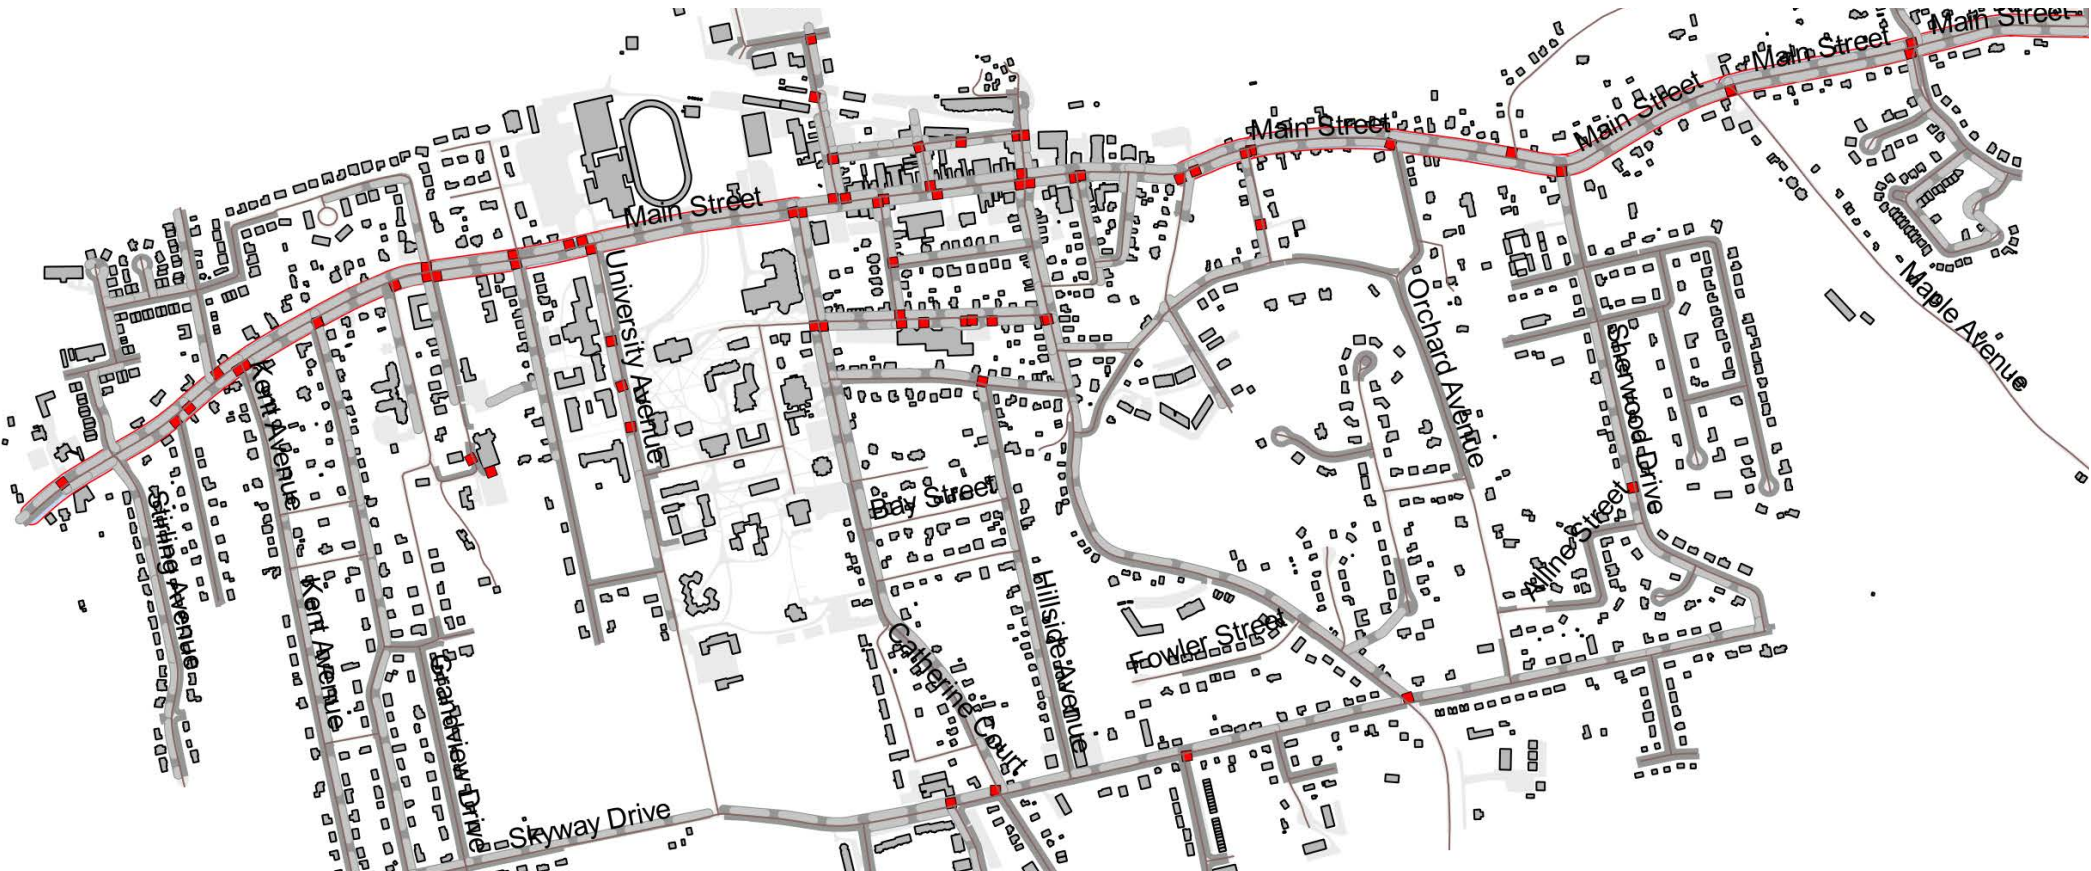 Main Street
Main Street
Main Street
Main Street
Main Street
University Avenue
Maple Avenue
Orchard Avenue
Sherwood Drive
Kent Avenue
Stirling Avenue
Bay Street
Alline Street
Kent Avenue
Hillside Avenue
Fowler Street
Catherine Court
Grandview Drive
Skyway Drive